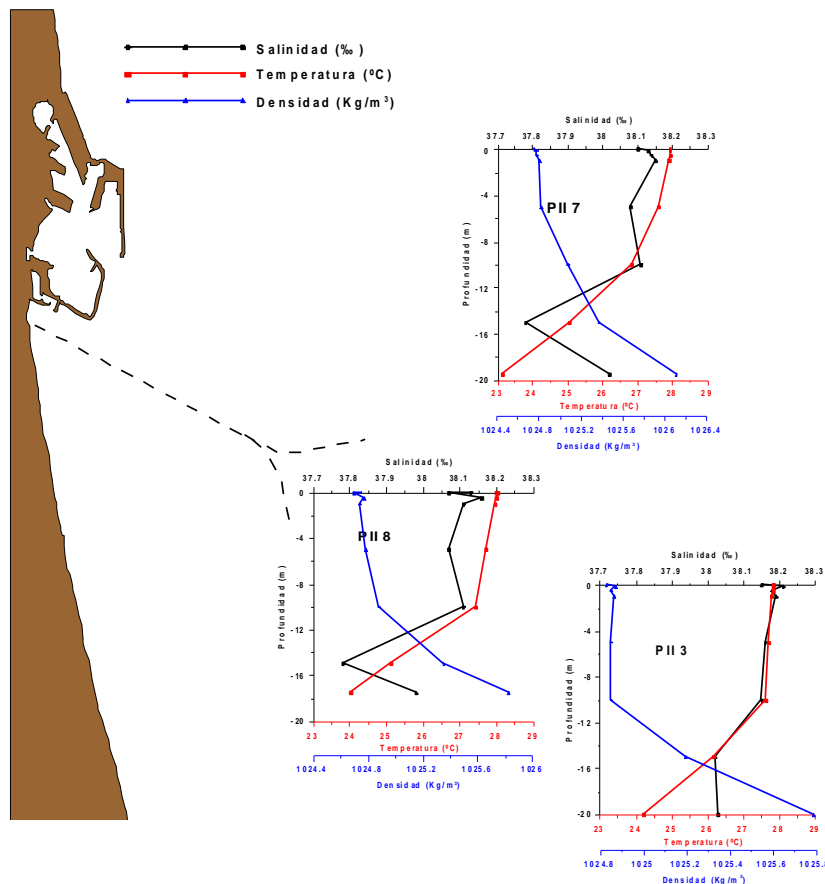 Salinidad (‰)
Temperatura (ºC)
Densidad (Kg/m³)
Salinidad (‰)
37.7 37.8 37.9 38 38.1 38.2 38.3
0
-4
-8
-12
-16
-20
Profundidad (m)
PII 7
23 24 25 26 27 28 29
Temperatura (ºC)
1024.4 1024.8 1025.2 1025.6 1026 1026.4
Densidad (Kg/m³)
Salinidad (‰)
37.7 37.8 37.9 38 38.1 38.2 38.3
0
-4
-8
-12
-16
-20
Profundidad (m)
PII 8
23 24 25 26 27 28 29
Temperatura (ºC)
1024.4 1024.8 1025.2 1025.6 1026
Densidad (Kg/m³)
Salinidad (‰)
37.7 37.8 37.9 38 38.1 38.2 38.3
0
-4
-8
-12
-16
-20
Profundidad (m)
PII 3
23 24 25 26 27 28 29
Temperatura (ºC)
1024.8 1025 1025.2 1025.4 1025.6 1025.8
Densidad (Kg/m³)